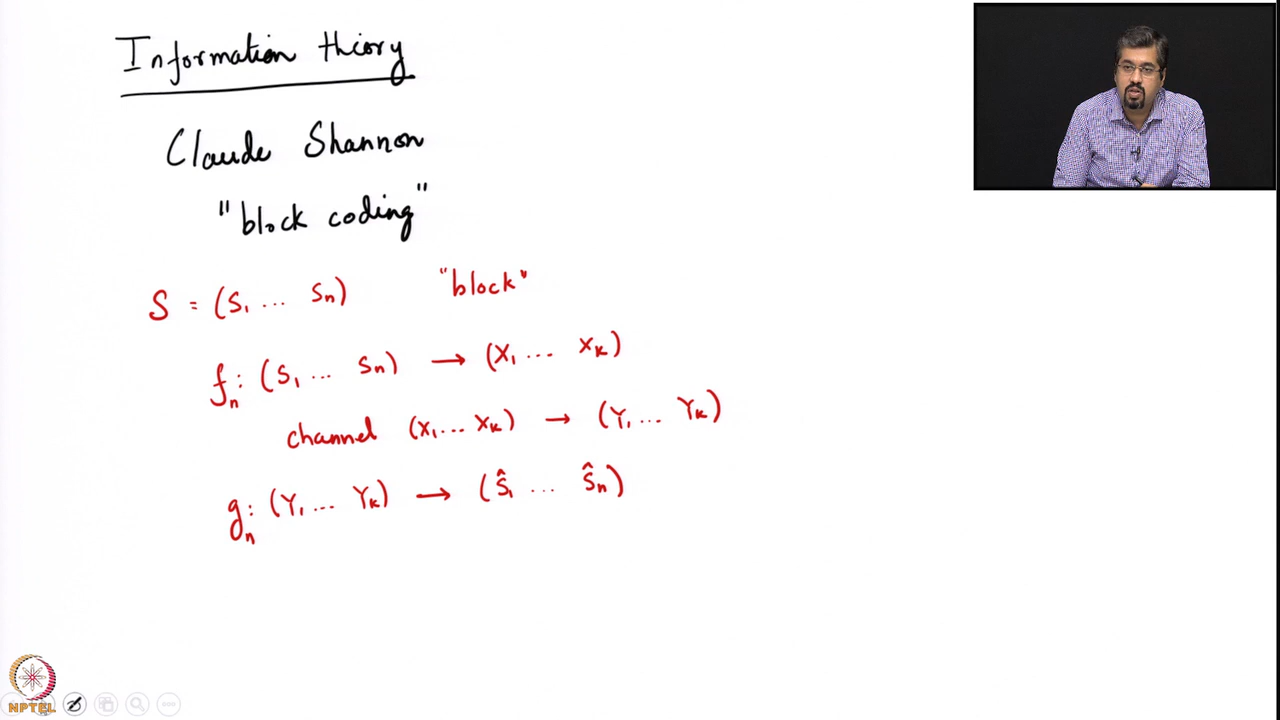 Information theory
Claude Shannon
"block coding"
S = (S₁ ... Sₙ) "block"
fₙ: (S₁ ... Sₙ) → (X₁ ... Xₖ)
channel (X₁ ... Xₖ) → (Y₁ ... Yₖ)
gₙ: (Y₁ ... Yₖ) → (Ŝ₁ ... Ŝₙ)
NPTEL